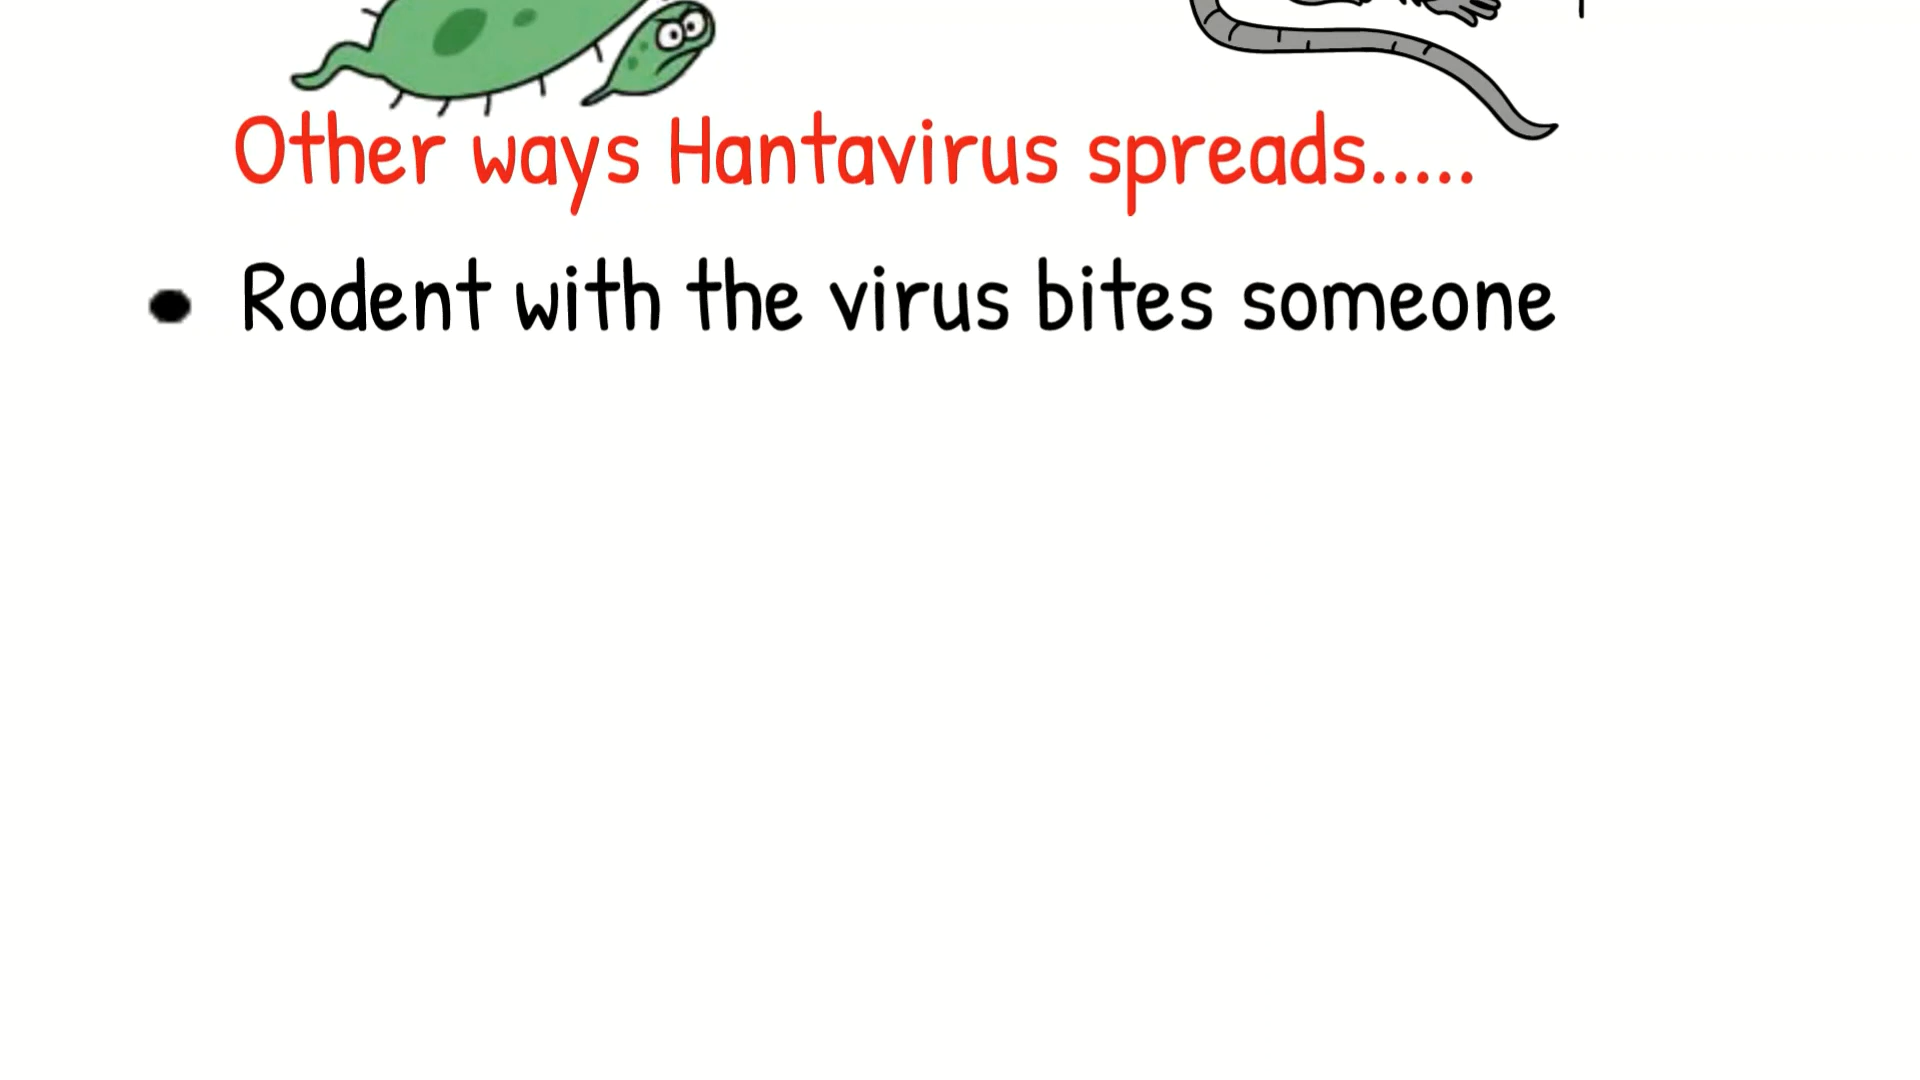 Other ways Hantavirus spreads.....
• Rodent with the virus bites someone